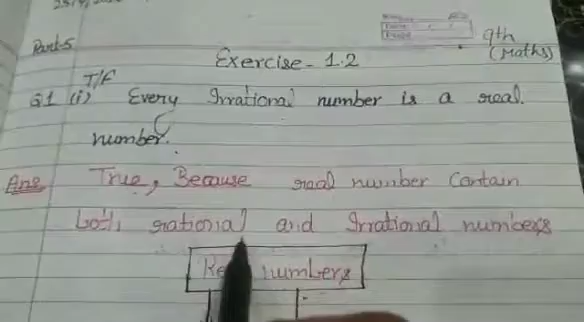 Part-5
9th
Exercise - 1.2
(Maths)
T/F
Q1 (i) Every Irrational number is a real
number.
Ans True, Because real number Contain
both rational and Irrational numbers
numbers